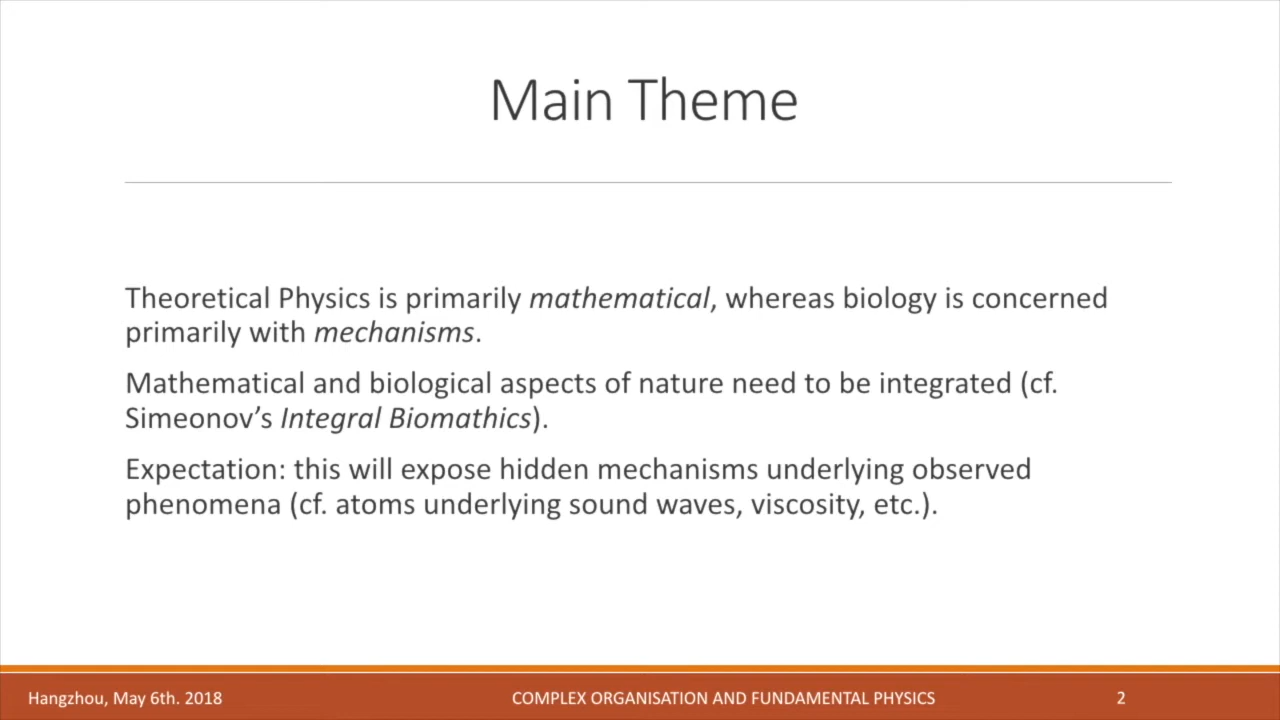 Main Theme
Theoretical Physics is primarily mathematical, whereas biology is concerned
primarily with mechanisms.
Mathematical and biological aspects of nature need to be integrated (cf.
Simeonov’s Integral Biomathics).
Expectation: this will expose hidden mechanisms underlying observed
phenomena (cf. atoms underlying sound waves, viscosity, etc.).
Hangzhou, May 6th. 2018
COMPLEX ORGANISATION AND FUNDAMENTAL PHYSICS
2